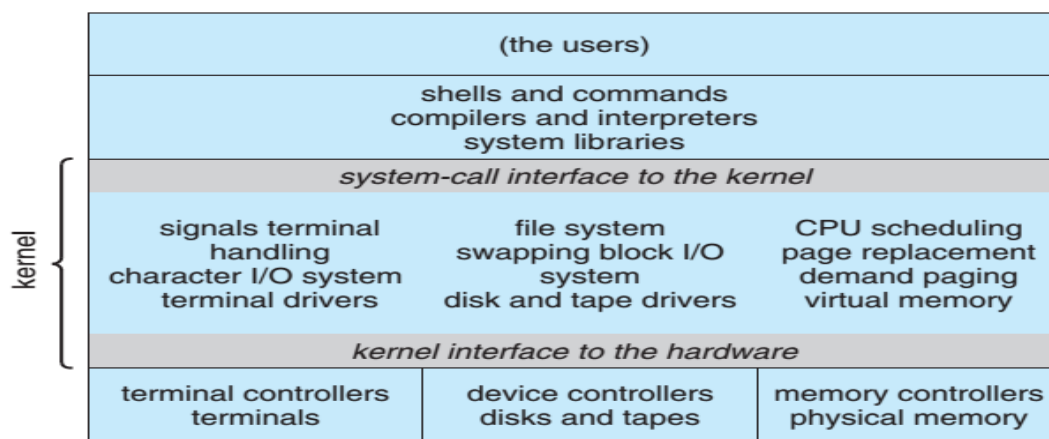 (the users)
shells and commands
compilers and interpreters
system libraries
kernel
system-call interface to the kernel
signals terminal
handling
character I/O system
terminal drivers
file system
swapping block I/O
system
disk and tape drivers
CPU scheduling
page replacement
demand paging
virtual memory
kernel interface to the hardware
terminal controllers
terminals
device controllers
disks and tapes
memory controllers
physical memory